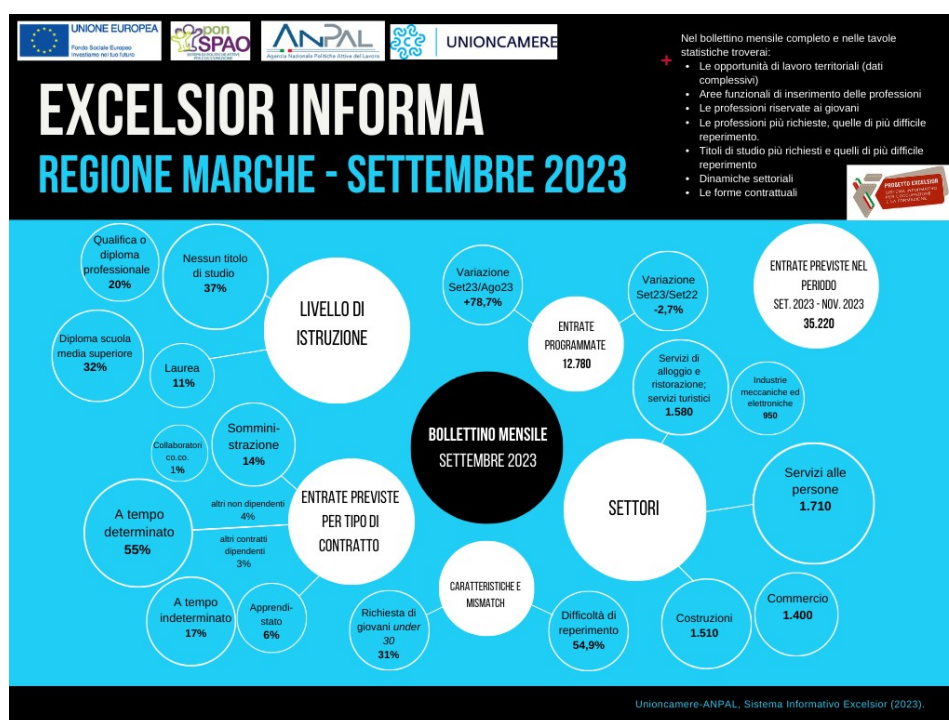 UNIONE EUROPEA
Fondo Sociale Europeo
Investiamo nel tuo futuro
pon
SPAO
ANPAL
Agenzia Nazionale Politiche Attive del Lavoro
UNIONCAMERE
EXCELSIOR INFORMA
REGIONE MARCHE - SETTEMBRE 2023
+
Nel bollettino mensile completo e nelle tavole
statistiche troverai:
• Le opportunità di lavoro territoriali (dati
complessivi)
• Aree funzionali di inserimento delle professioni
• Le professioni riservate ai giovani
• Le professioni più richieste, quelle di più difficile
reperimento.
• Titoli di studio più richiesti e quelli di più difficile
reperimento
• Dinamiche settoriali
• Le forme contrattuali
PROGETTO EXCELSIOR
Qualifica o
diploma
professionale
20%
Nessun titolo
di studio
37%
Diploma scuola
media superiore
32%
Laurea
11%
LIVELLO DI
ISTRUZIONE
Variazione
Set23/Ago23
+78,7%
Variazione
Set23/Set22
-2,7%
ENTRATE
PROGRAMMATE
12.780
ENTRATE PREVISTE NEL
PERIODO
SET. 2023 - NOV. 2023
35.220
BOLLETTINO MENSILE
SETTEMBRE 2023
Servizi di
alloggio e
ristorazione;
servizi turistici
1.580
Industrie
meccaniche ed
elettroniche
950
SETTORI
Servizi alle
persone
1.710
Costruzioni
1.510
Commercio
1.400
Sommini-
strazione
14%
Collaboratori
co.co.
1%
altri non dipendenti
4%
A tempo
determinato
55%
altri contratti
dipendenti
3%
ENTRATE PREVISTE
PER TIPO DI
CONTRATTO
A tempo
indeterminato
17%
Apprendi-
stato
6%
CARATTERISTICHE E
MISMATCH
Richiesta di
giovani under
30
31%
Difficoltà di
reperimento
54,9%
Unioncamere-ANPAL, Sistema Informativo Excelsior (2023).